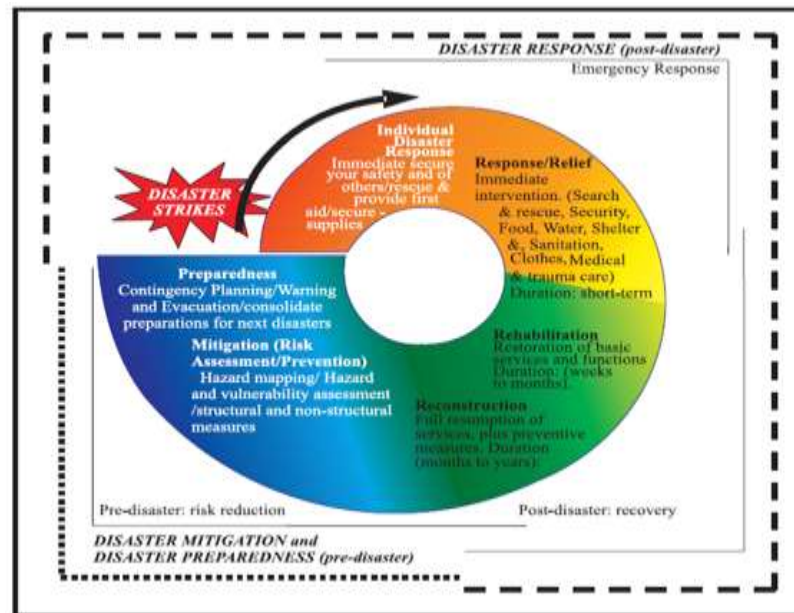 DISASTER RESPONSE (post-disaster)
Emergency Response
Individual
Disaster
Response
Immediate secure
your safety and of
others/rescue &
provide first
aid/secure -
supplies
Response/Relief
Immediate
intervention. (Search
& rescue, Security,
Food, Water, Shelter
&, Sanitation,
Clothes, Medical
& trauma care)
Duration: short-term
DISASTER
STRIKES
Preparedness
Contingency Planning/Warning
and Evacuation/consolidate
preparations for next disasters
Mitigation (Risk
Assessment/Prevention)
Hazard mapping/ Hazard
and vulnerability assessment
/structural and non-structural
measures
Rehabilitation
Restoration of basic
services and functions
Duration: (weeks
to months).
Reconstruction
Full resumption of
services, plus preventive
measures. Duration
(months to years):
Pre-disaster: risk reduction
Post-disaster: recovery
DISASTER MITIGATION and
DISASTER PREPAREDNESS (pre-disaster)